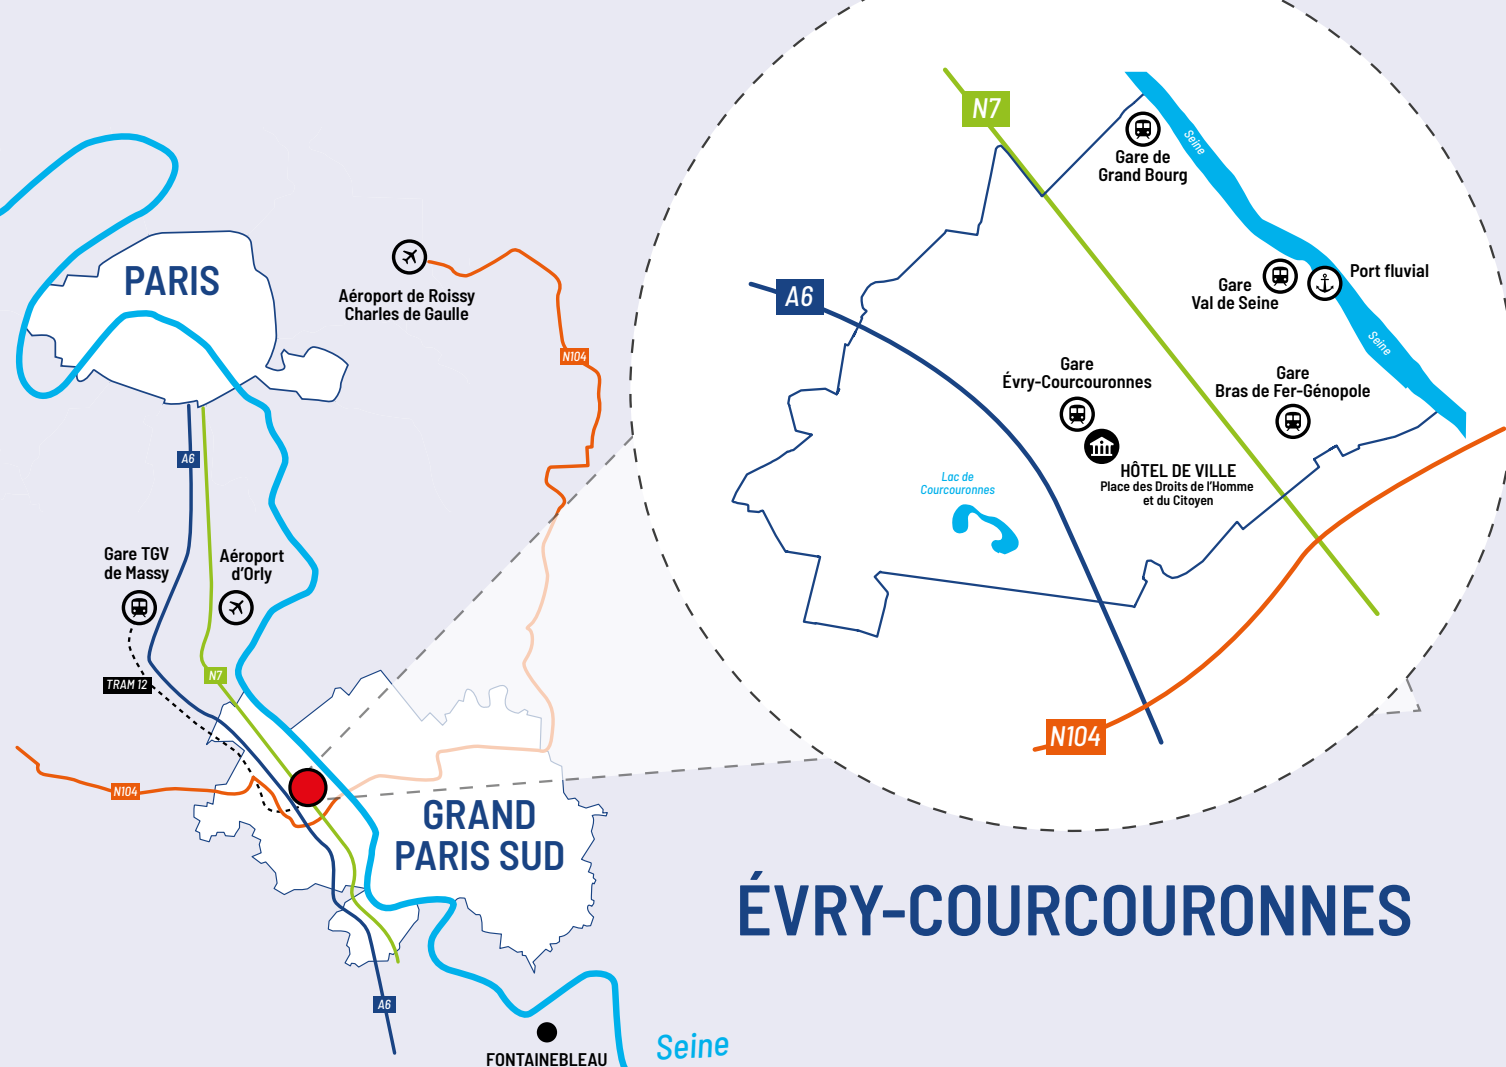 PARIS
Aéroport de Roissy
Charles de Gaulle
N104
A6
Gare TGV
de Massy
Aéroport
d'Orly
N7
TRAM 12
N104
GRAND
PARIS SUD
A6
FONTAINEBLEAU
Seine
N7
Gare de
Grand Bourg
Seine
A6
Gare
Val de Seine
Port fluvial
Seine
Gare
Évry-Courcouronnes
Gare
Bras de Fer-Génopole
HÔTEL DE VILLE
Place des Droits de l'Homme
et du Citoyen
Lac de
Courcouronnes
N104
ÉVRY-COURCOURONNES